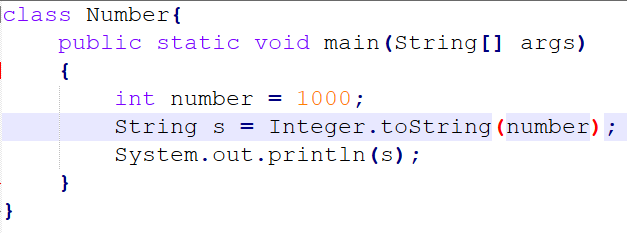 class Number{
public static void main(String[] args)
{
int number = 1000;
String s = Integer.toString(number);
System.out.println(s);
}
}